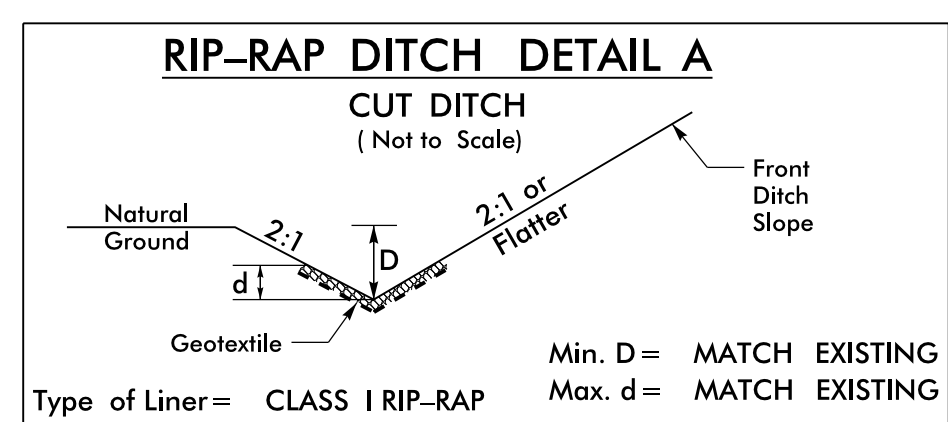 RIP–RAP DITCH DETAIL A
CUT DITCH
( Not to Scale)
Natural
Ground
2:1
D
2:1 or
Flatter
Front
Ditch
Slope
d
Geotextile
Min. D = MATCH EXISTING
Max. d = MATCH EXISTING
Type of Liner = CLASS I RIP–RAP